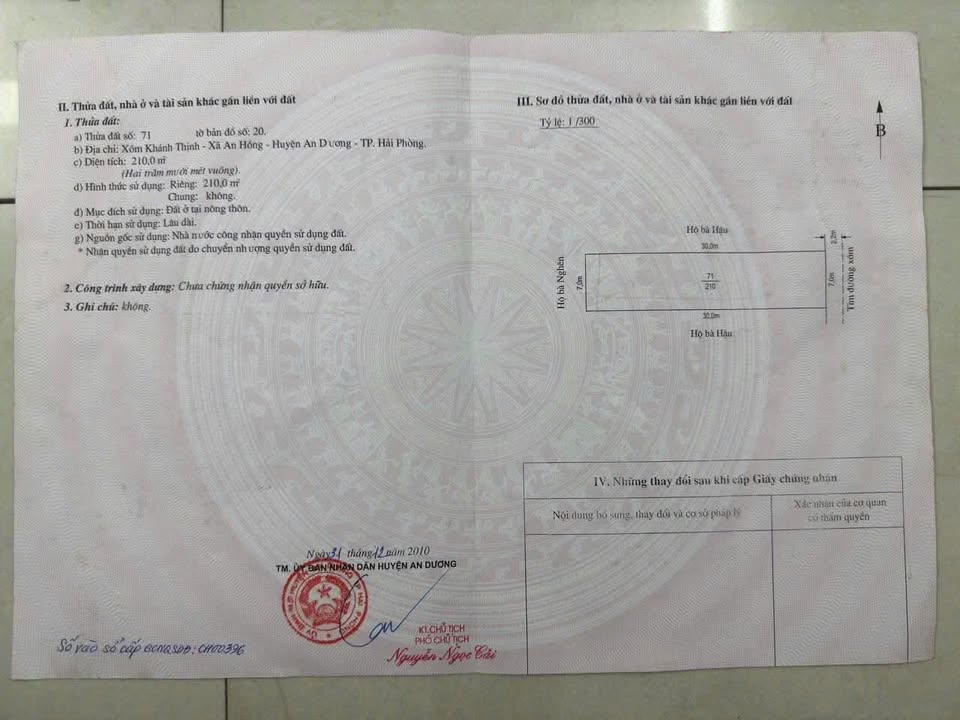 II. Thửa đất, nhà ở và tài sản khác gắn liền với đất
1. Thửa đất:
a) Thửa đất số: 71 tờ bản đồ số: 20.
b) Địa chỉ: Xóm Khánh Thịnh - Xã An Hồng - Huyện An Dương - TP. Hải Phòng.
c) Diện tích: 210,0 m²
(Hai trăm mười mét vuông).
d) Hình thức sử dụng: Riêng: 210,0 m²
Chung: không.
đ) Mục đích sử dụng: Đất ở tại nông thôn.
e) Thời hạn sử dụng: Lâu dài.
g) Nguồn gốc sử dụng: Nhà nước công nhận quyền sử dụng đất.
* Nhận quyền sử dụng đất do chuyển nhượng quyền sử dụng đất.
2. Công trình xây dựng: Chưa chứng nhận quyền sở hữu.
3. Ghi chú: không.
Ngày 31 tháng 12 năm 2010
TM. ỦY BAN NHÂN DÂN HUYỆN AN DƯƠNG
KT.CHỦ TỊCH
PHÓ CHỦ TỊCH
Nguyễn Ngọc Cải
Số vào sổ cấp GCNQSDĐ: CH00396
III. Sơ đồ thửa đất, nhà ở và tài sản khác gắn liền với đất
Tỷ lệ: 1/300
B
Hộ bà Hậu
30,0m
2,2m
Hộ bà Nghên
7,0m
71
210
7,0m
Tim đường xóm
30,0m
Hộ bà Hậu
IV. Những thay đổi sau khi cấp Giấy chứng nhận
Nội dung bổ sung, thay đổi và cơ sở pháp lý
Xác nhận của cơ quan
có thẩm quyền